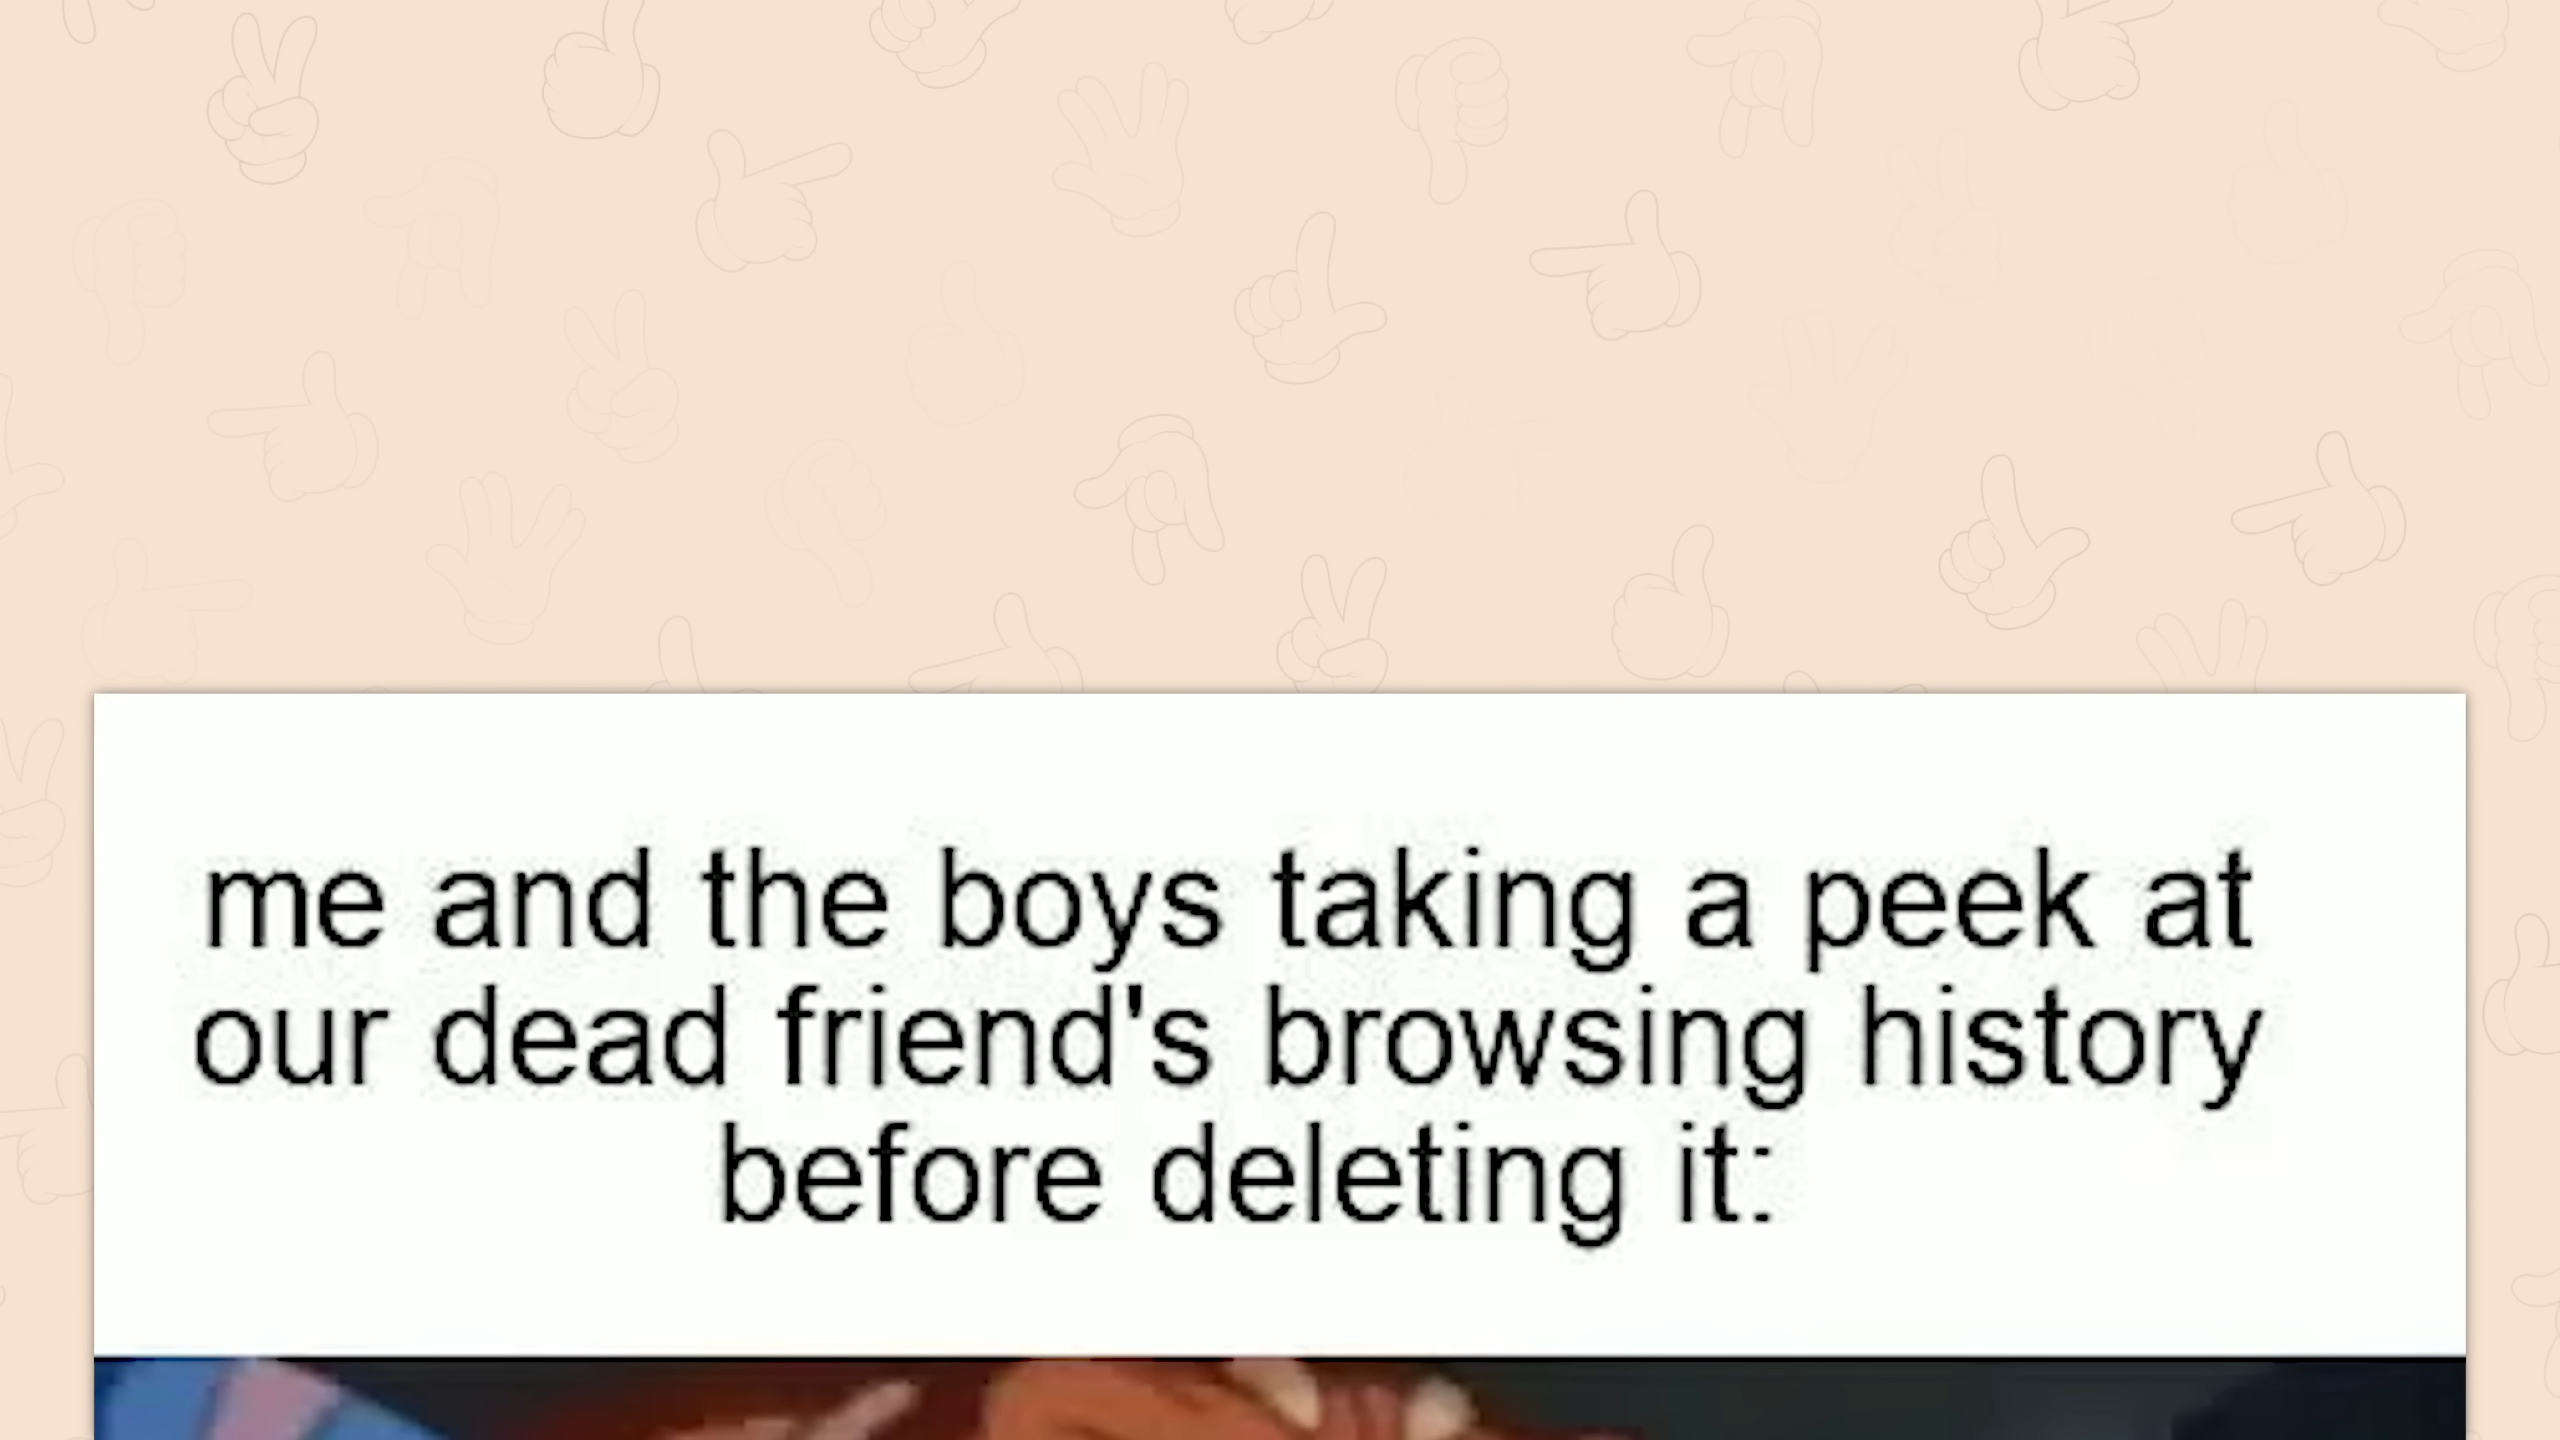 me and the boys taking a peek at
our dead friend's browsing history
before deleting it: